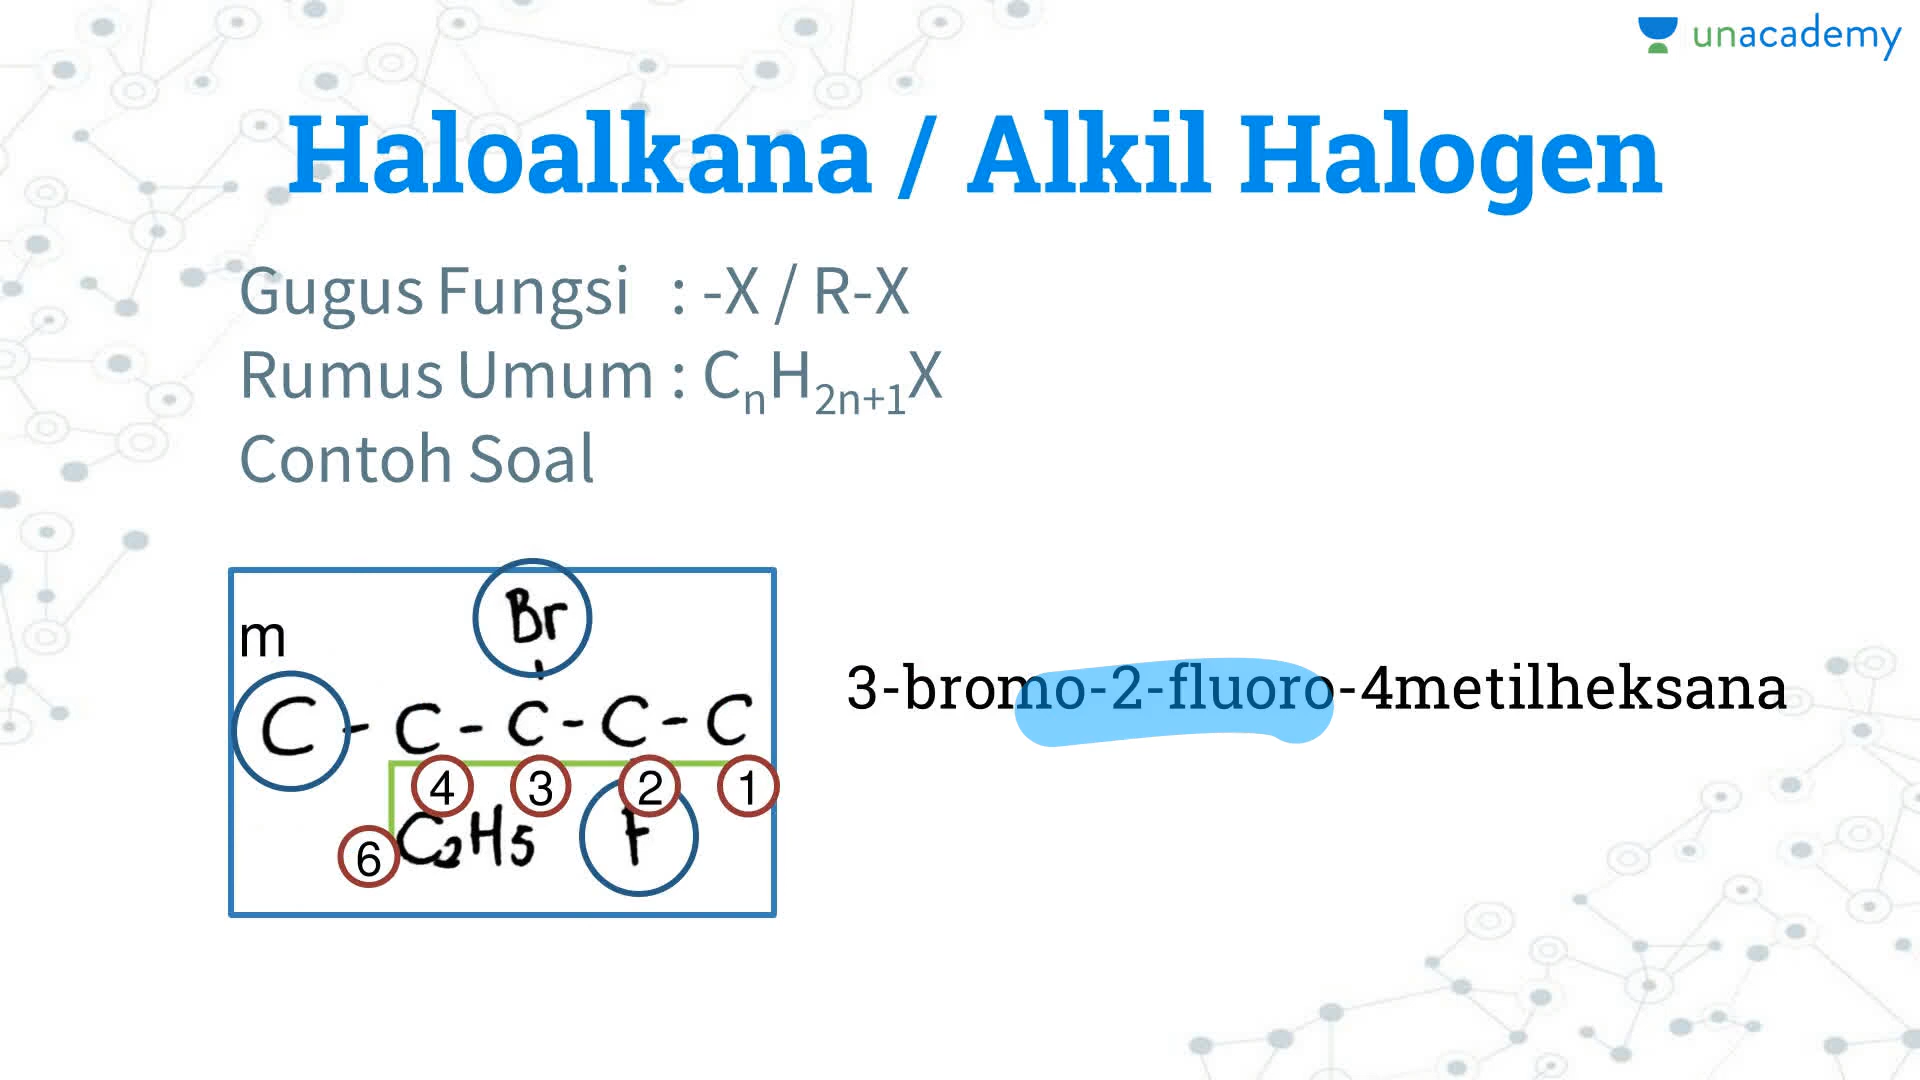 unacademy
Haloalkana / Alkil Halogen
Gugus Fungsi : -X / R-X
Rumus Umum : CnH2n+1X
Contoh Soal
Br
m
C - C - C - C - C
4 3 2 1
6 C2H5 F
3-bromo-2-fluoro-4metilheksana